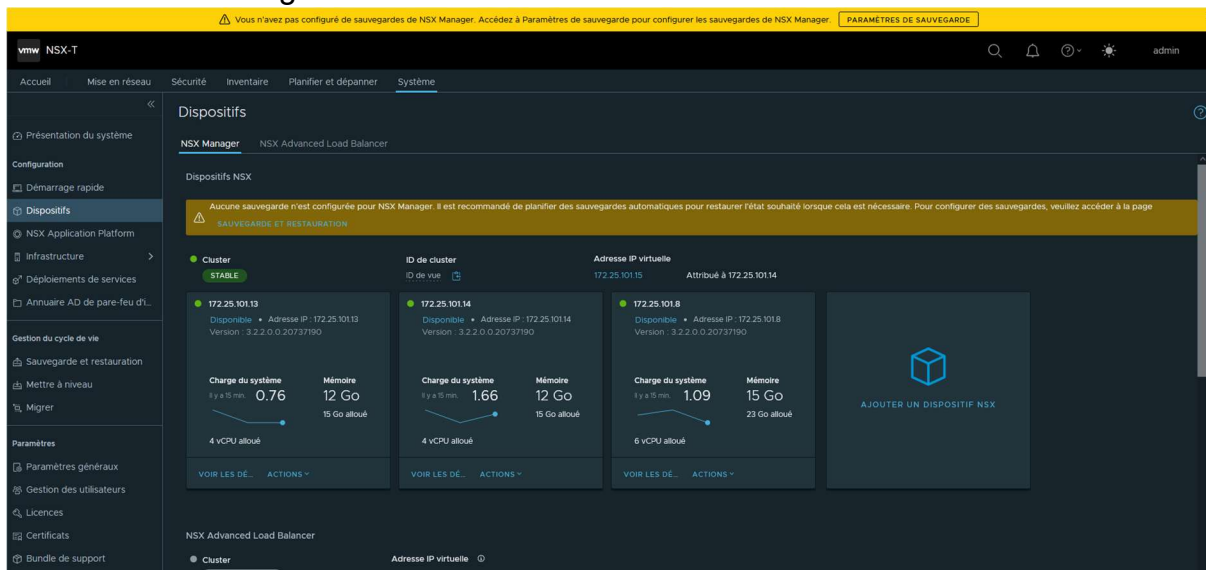 Vous n'avez pas configuré de sauvegardes de NSX Manager. Accédez à Paramètres de sauvegarde pour configurer les sauvegardes de NSX Manager. PARAMÈTRES DE SAUVEGARDE
vmw NSX-T
admin
Accueil Mise en réseau Sécurité Inventaire Planifier et dépanner Système
Présentation du système
Configuration
Démarrage rapide
Dispositifs
NSX Application Platform
Infrastructure
Déploiements de services
Annuaire AD de pare-feu d'i...
Gestion du cycle de vie
Sauvegarde et restauration
Mettre à niveau
Migrer
Paramètres
Paramètres généraux
Gestion des utilisateurs
Licences
Certificats
Bundle de support
Dispositifs
NSX Manager NSX Advanced Load Balancer
Dispositifs NSX
Aucune sauvegarde n'est configurée pour NSX Manager. Il est recommandé de planifier des sauvegardes automatiques pour restaurer l'état souhaité lorsque cela est nécessaire. Pour configurer des sauvegardes, veuillez accéder à la page
SAUVEGARDE ET RESTAURATION
Cluster
STABLE
ID de cluster
ID de vue
Adresse IP virtuelle
172.25.101.15 Attribué à 172.25.101.14
172.25.101.13
Disponible • Adresse IP : 172.25.101.13
Version : 3.2.2.0.0.20737190
Charge du système Mémoire
Il y a 15 min. 0.76 12 Go
15 Go alloué
4 vCPU alloué
VOIR LES DÉ... ACTIONS
172.25.101.14
Disponible • Adresse IP : 172.25.101.14
Version : 3.2.2.0.0.20737190
Charge du système Mémoire
Il y a 15 min. 1.66 12 Go
15 Go alloué
4 vCPU alloué
VOIR LES DÉ... ACTIONS
172.25.101.8
Disponible • Adresse IP : 172.25.101.8
Version : 3.2.2.0.0.20737190
Charge du système Mémoire
Il y a 15 min. 1.09 15 Go
23 Go alloué
6 vCPU alloué
VOIR LES DÉ... ACTIONS
AJOUTER UN DISPOSITIF NSX
NSX Advanced Load Balancer
Cluster
Adresse IP virtuelle